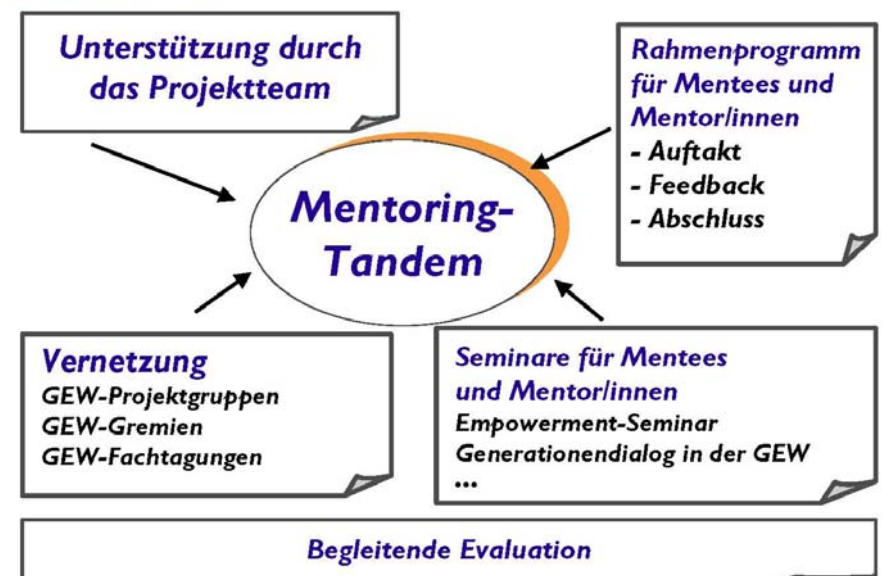 Unterstützung durch
das Projektteam
Rahmenprogramm
für Mentees und
Mentor/innen
- Auftakt
- Feedback
- Abschluss
Mentoring-
Tandem
Vernetzung
GEW-Projektgruppen
GEW-Gremien
GEW-Fachtagungen
Seminare für Mentees
und Mentor/innen
Empowerment-Seminar
Generationendialog in der GEW
...
Begleitende Evaluation